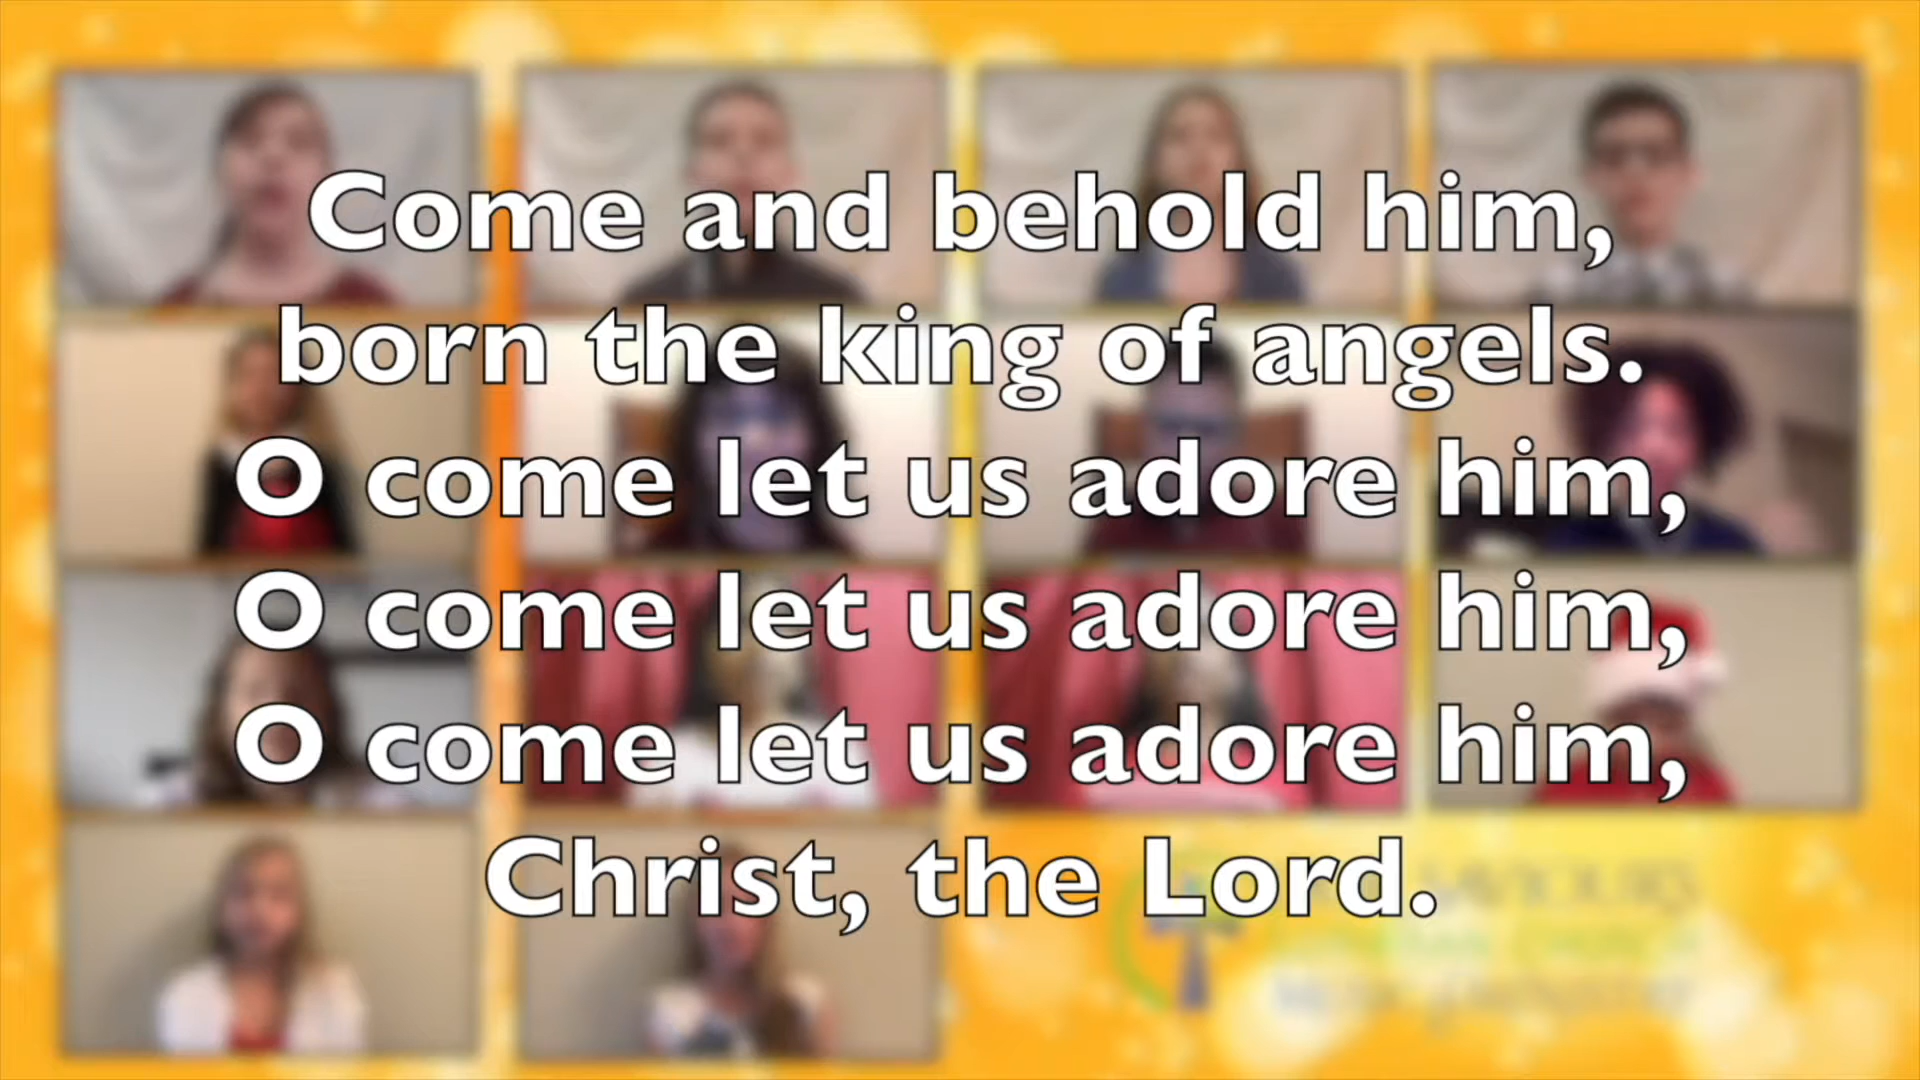 Come and behold him,
born the king of angels.
O come let us adore him,
O come let us adore him,
O come let us adore him,
Christ, the Lord.